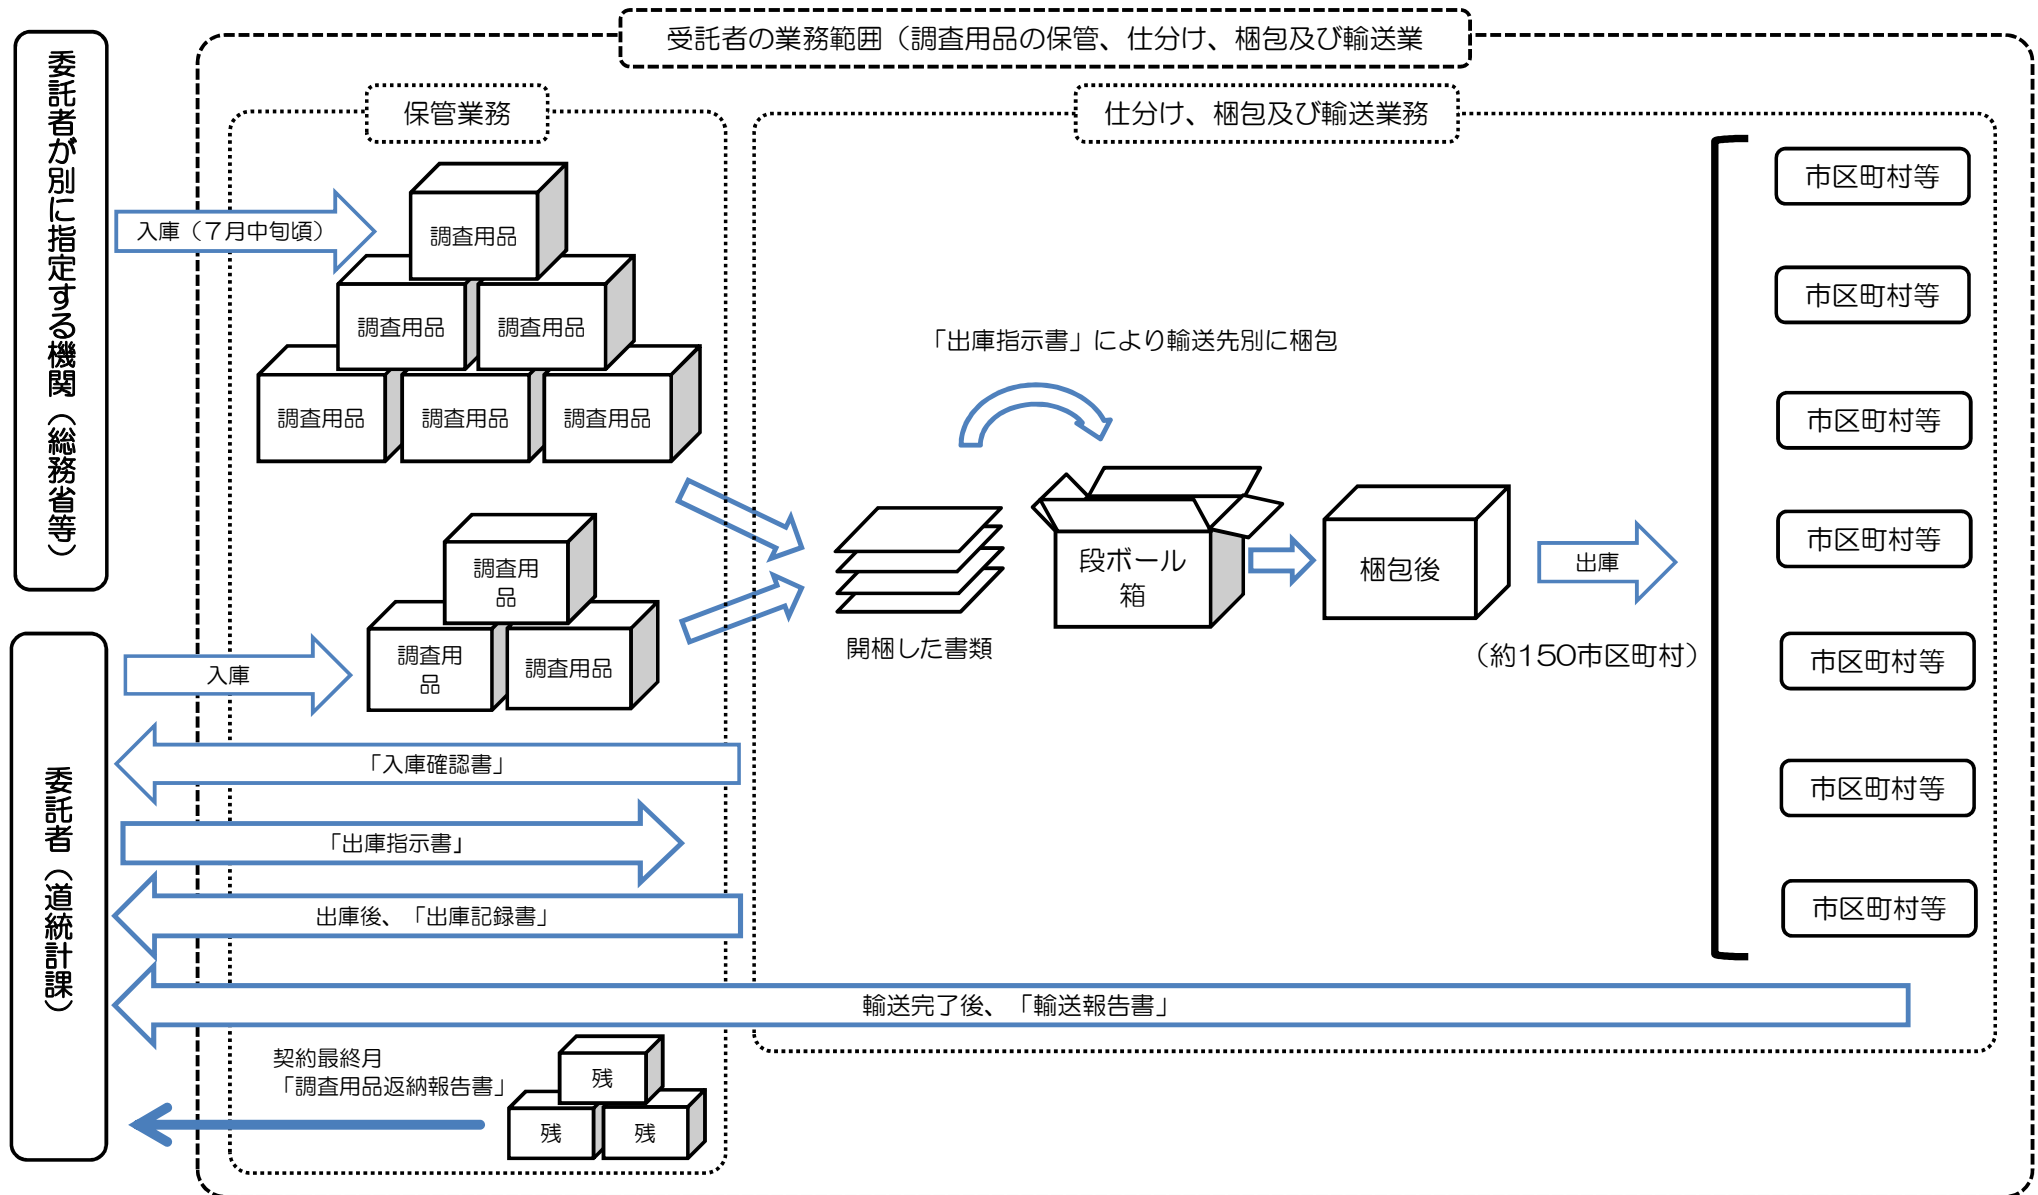 受託者の業務範囲（調査用品の保管、仕分け、梱包及び輸送業
委託者が別に指定する機関（総務省等）
保管業務
仕分け、梱包及び輸送業務
入庫（７月中旬頃）
調査用品
調査用品
調査用品
調査用品
調査用品
調査用品
「出庫指示書」により輸送先別に梱包
調査用
品
調査用
品
調査用品
入庫
開梱した書類
段ボール
箱
梱包後
出庫
（約150市区町村）
市区町村等
市区町村等
市区町村等
市区町村等
市区町村等
市区町村等
市区町村等
委託者（道統計課）
「入庫確認書」
「出庫指示書」
出庫後、「出庫記録書」
輸送完了後、「輸送報告書」
契約最終月
「調査用品返納報告書」
残
残
残